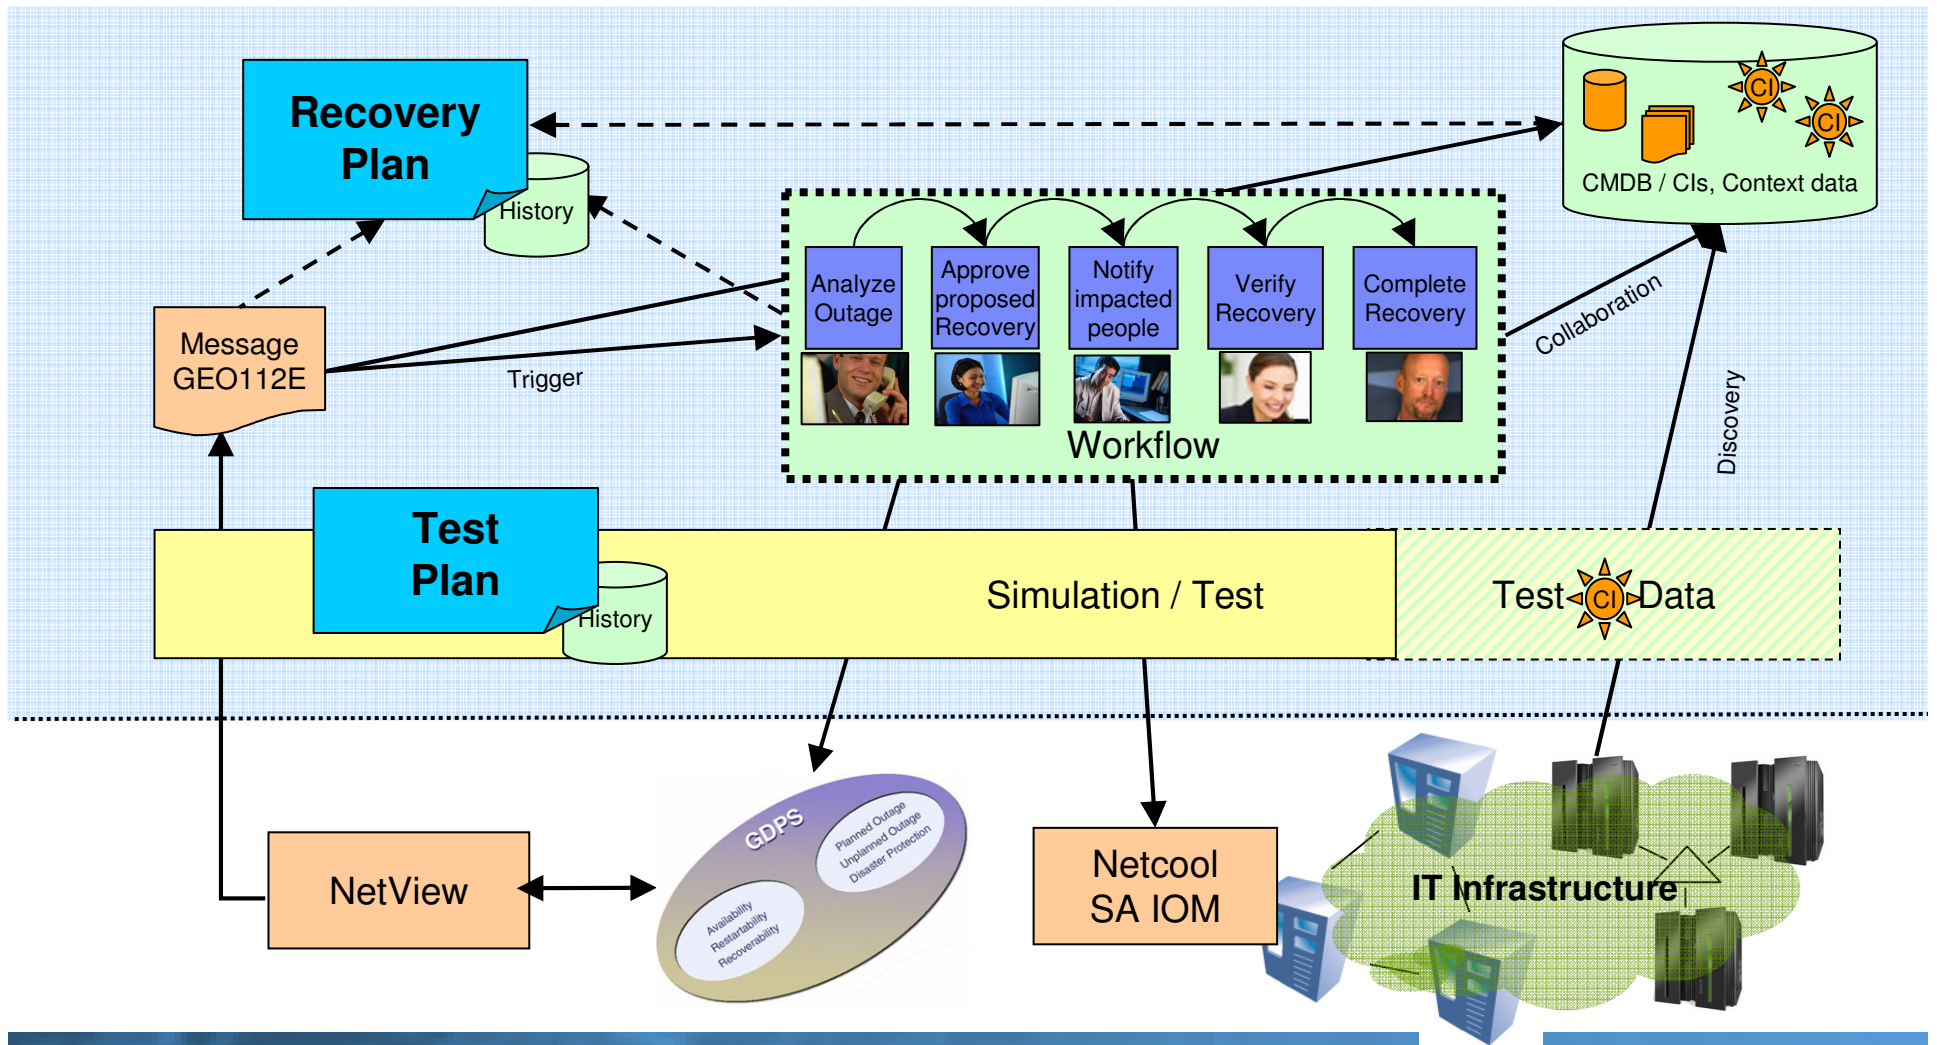 Recovery
Plan
History
CI
CI
CMDB / CIs, Context data
Analyze
Outage
Approve
proposed
Recovery
Notify
impacted
people
Verify
Recovery
Complete
Recovery
Workflow
Message
GEO112E
Trigger
Collaboration
Discovery
Test
Plan
History
Simulation / Test
Test
CI
Data
NetView
GDPS
Planned Outage
Unplanned Outage
Disaster Protection
Availability
Restartability
Recoverability
Netcool
SA IOM
IT Infrastructure